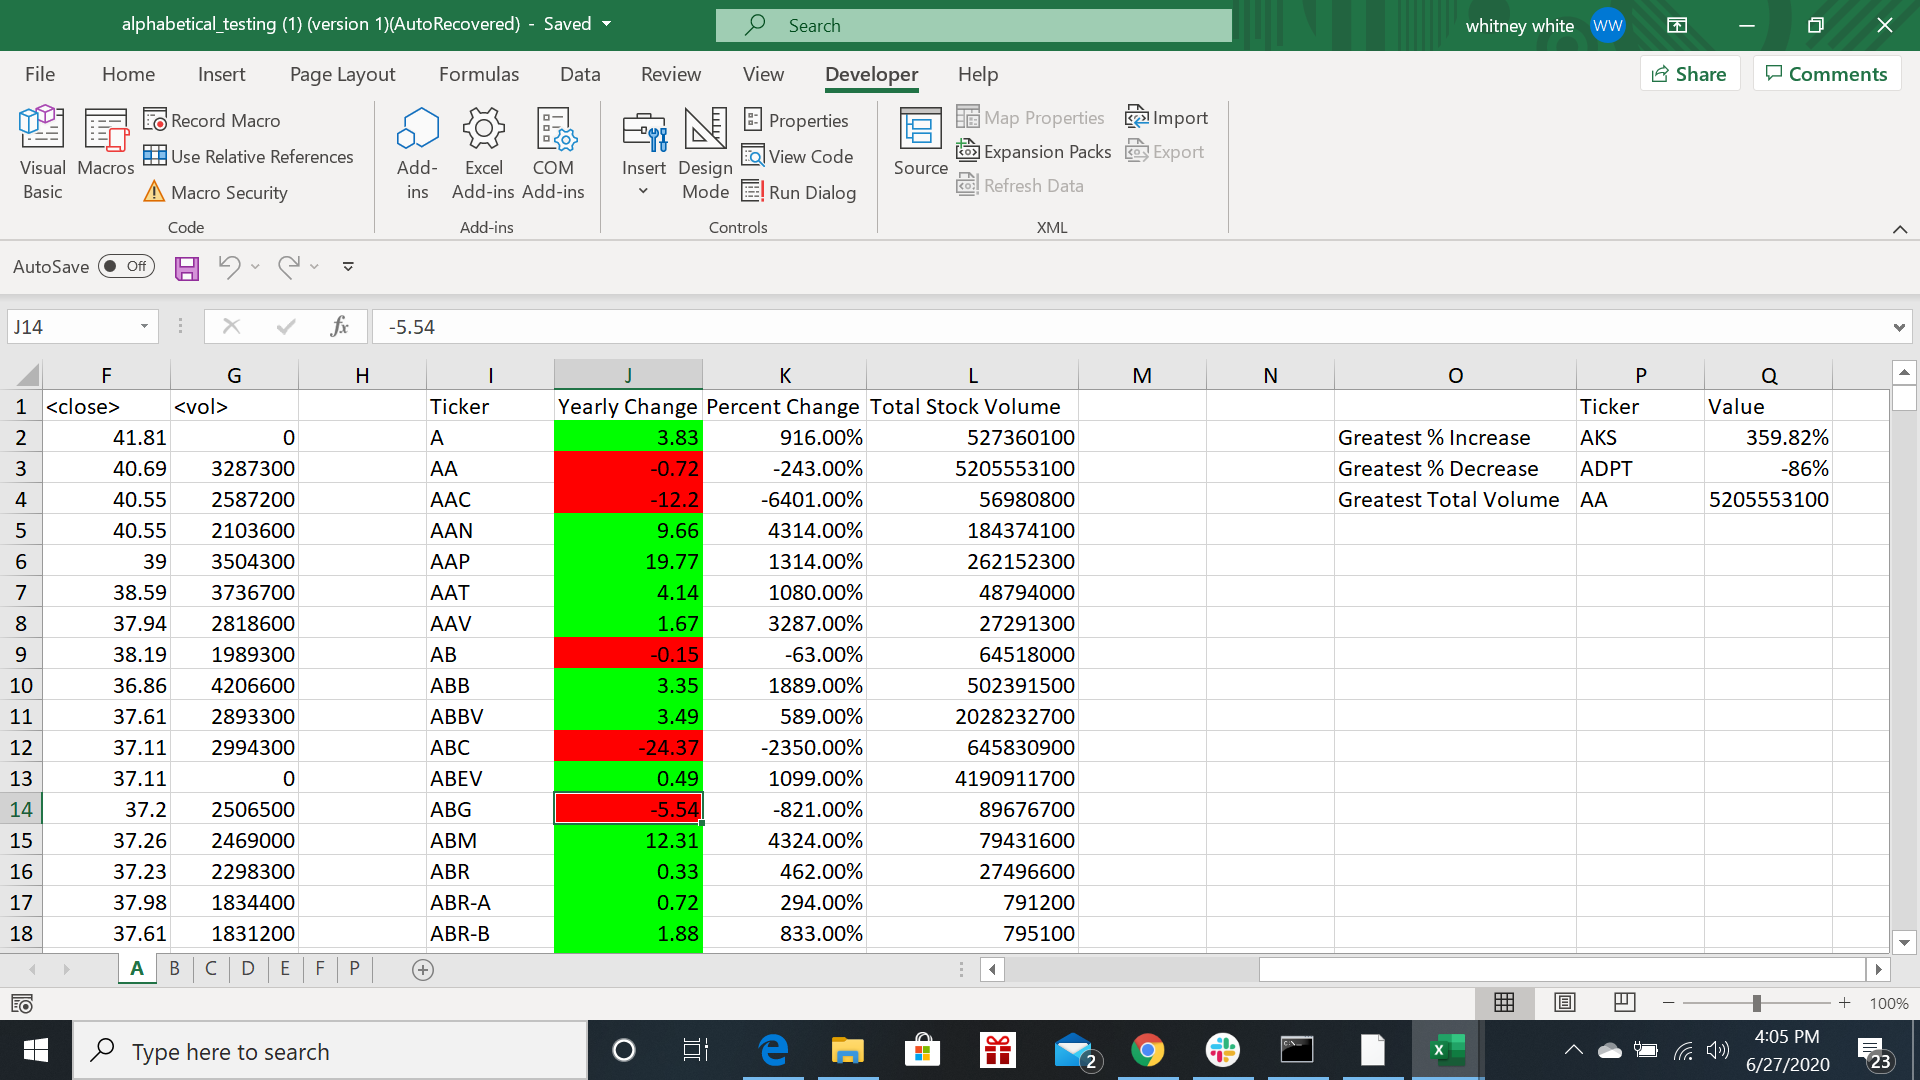 alphabetical_testing (1) (version 1)(AutoRecovered) - Saved
Search
whitney white WW
File Home Insert Page Layout Formulas Data Review View Developer Help
Share Comments
Visual Basic
Macros
Record Macro
Use Relative References
Macro Security
Code
Add-ins
Excel Add-ins
COM Add-ins
Add-ins
Insert
Design Mode
Properties
View Code
Run Dialog
Controls
Source
Map Properties
Expansion Packs
Refresh Data
Import
Export
XML
AutoSave Off
J14 fx -5.54
F G H I J K L M N O P Q
1 <close> <vol> Ticker Yearly Change Percent Change Total Stock Volume Ticker Value
2 41.81 0 A 3.83 916.00% 527360100 Greatest % Increase AKS 359.82%
3 40.69 3287300 AA -0.72 -243.00% 5205553100 Greatest % Decrease ADPT -86%
4 40.55 2587200 AAC -12.2 -6401.00% 56980800 Greatest Total Volume AA 5205553100
5 40.55 2103600 AAN 9.66 4314.00% 184374100
6 39 3504300 AAP 19.77 1314.00% 262152300
7 38.59 3736700 AAT 4.14 1080.00% 48794000
8 37.94 2818600 AAV 1.67 3287.00% 27291300
9 38.19 1989300 AB -0.15 -63.00% 64518000
10 36.86 4206600 ABB 3.35 1889.00% 502391500
11 37.61 2893300 ABBV 3.49 589.00% 2028232700
12 37.11 2994300 ABC -24.37 -2350.00% 645830900
13 37.11 0 ABEV 0.49 1099.00% 4190911700
14 37.2 2506500 ABG -5.54 -821.00% 89676700
15 37.26 2469000 ABM 12.31 4324.00% 79431600
16 37.23 2298300 ABR 0.33 462.00% 27496600
17 37.98 1834400 ABR-A 0.72 294.00% 791200
18 37.61 1831200 ABR-B 1.88 833.00% 795100
A B C D E F P
100%
Type here to search
2
4:05 PM
6/27/2020
23